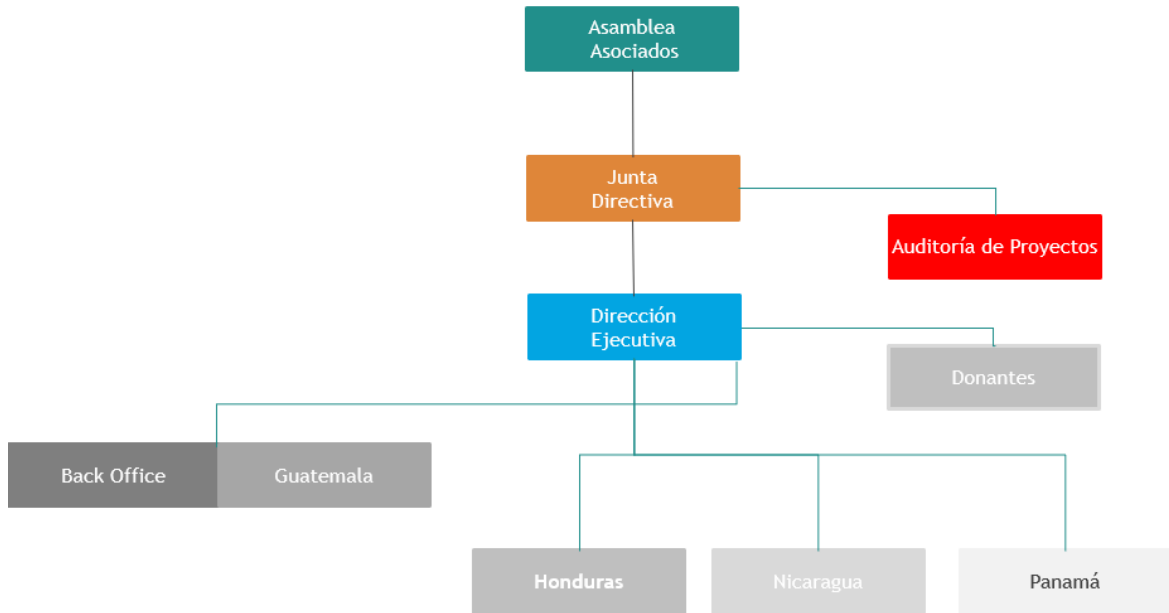 Asamblea
Asociados
Junta
Directiva
Auditoría de Proyectos
Dirección
Ejecutiva
Donantes
Back Office
Guatemala
Honduras
Nicaragua
Panamá